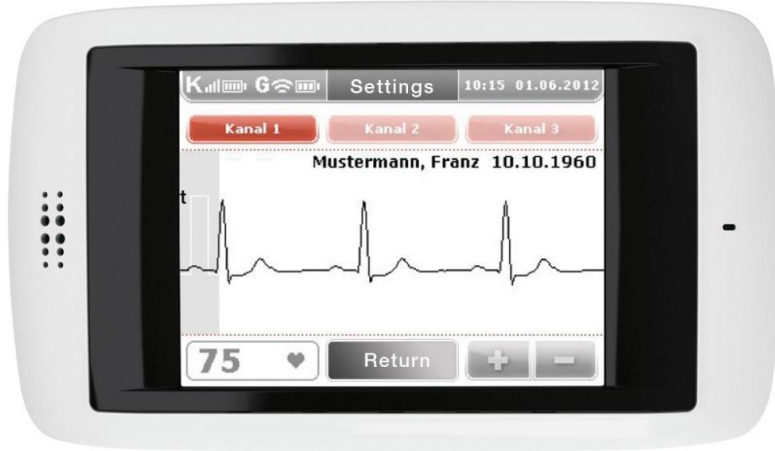 K G Settings 10:15 01.06.2012
Kanal 1 Kanal 2 Kanal 3
Mustermann, Franz 10.10.1960
t
75 Return + −